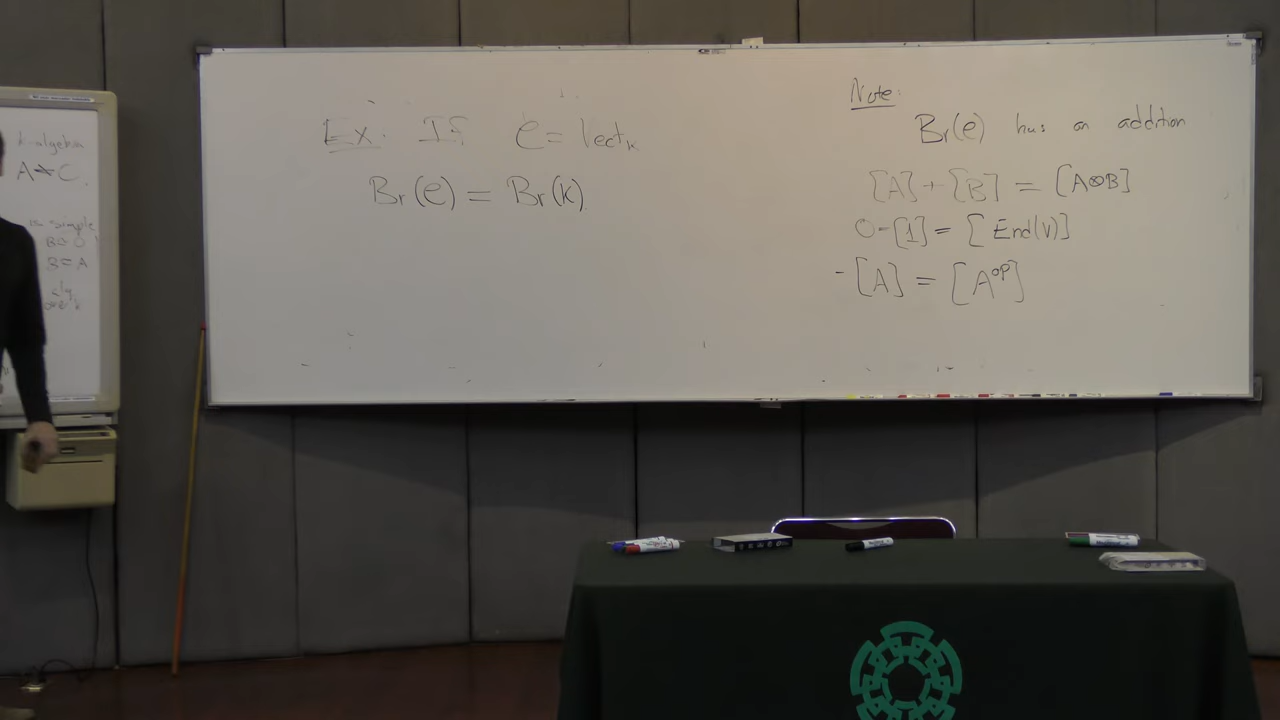 k-algebra
A
C.
simple
B = 0
B = A
Ex. If C = Vect_k
Br(C) = Br(k)
Note:
Br(C) has an addition
[A] + [B] = [A⊗B]
0 = [1] = [End(V)]
-[A] = [A^op]